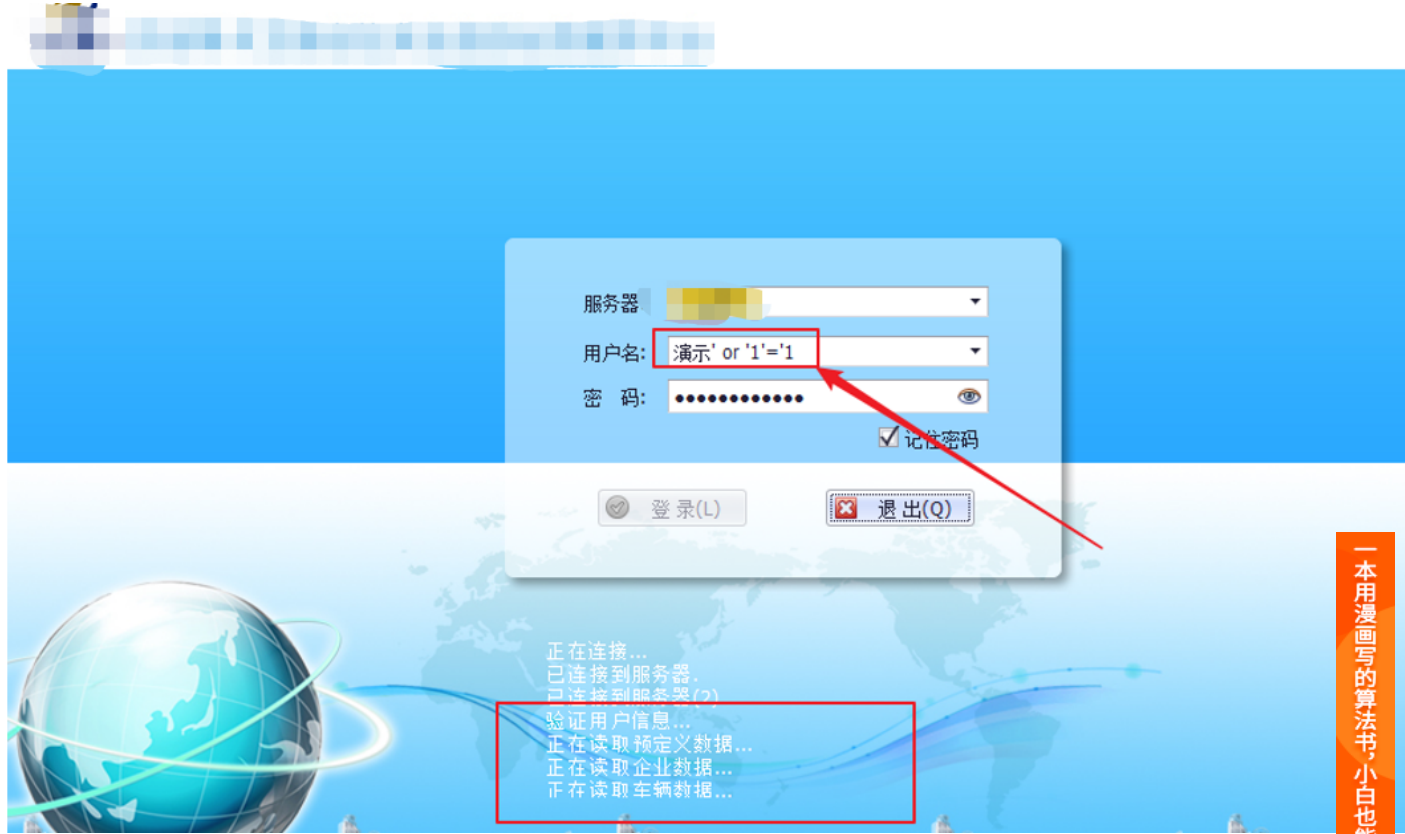 服务器
用户名: 演示' or '1'='1
密 码: ●●●●●●●●●●●●
记住密码
登 录(L)
退 出(Q)
正在连接...
已连接到服务器.
已连接到服务器(2)
验证用户信息...
正在读取预定义数据...
正在读取企业数据...
正在读取车辆数据...
一本用漫画写的算法书，小白也能